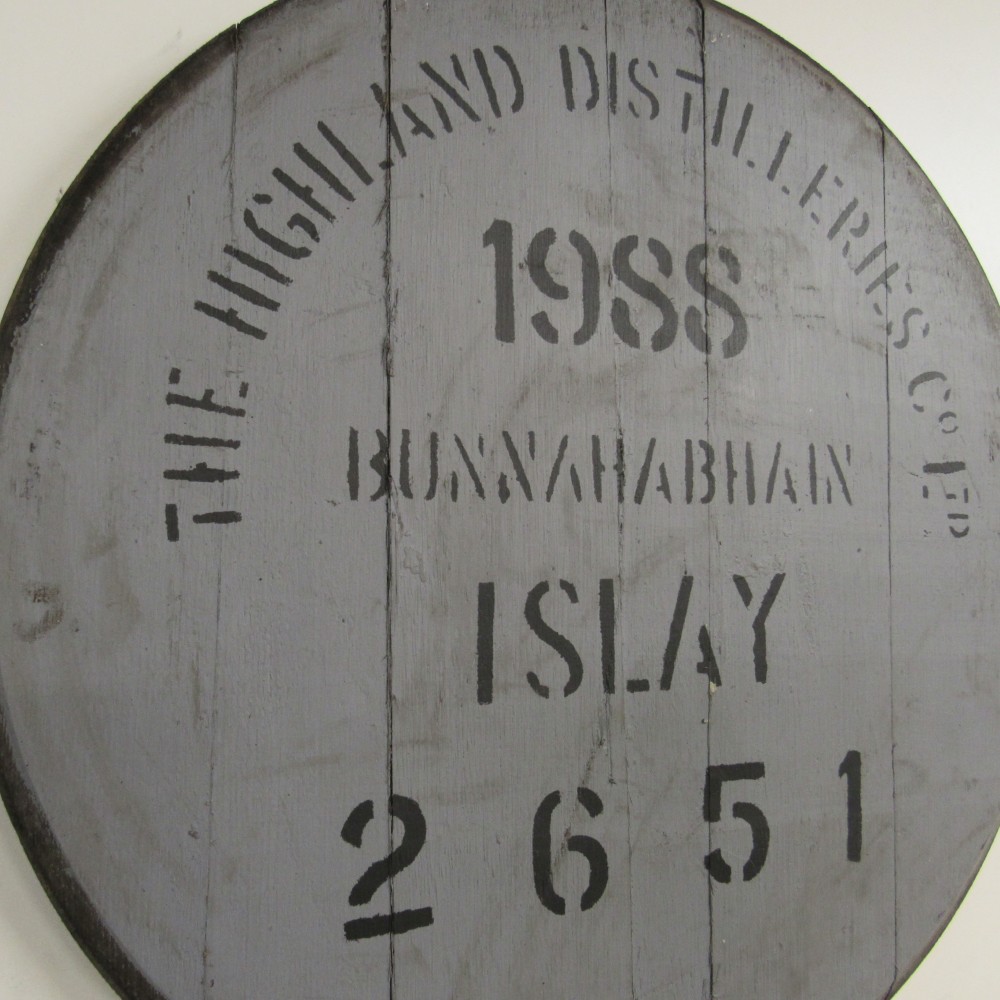 THE HIGHLAND DISTILLERIES Co LTD
1988
BUNNAHABHAIN
ISLAY
2651